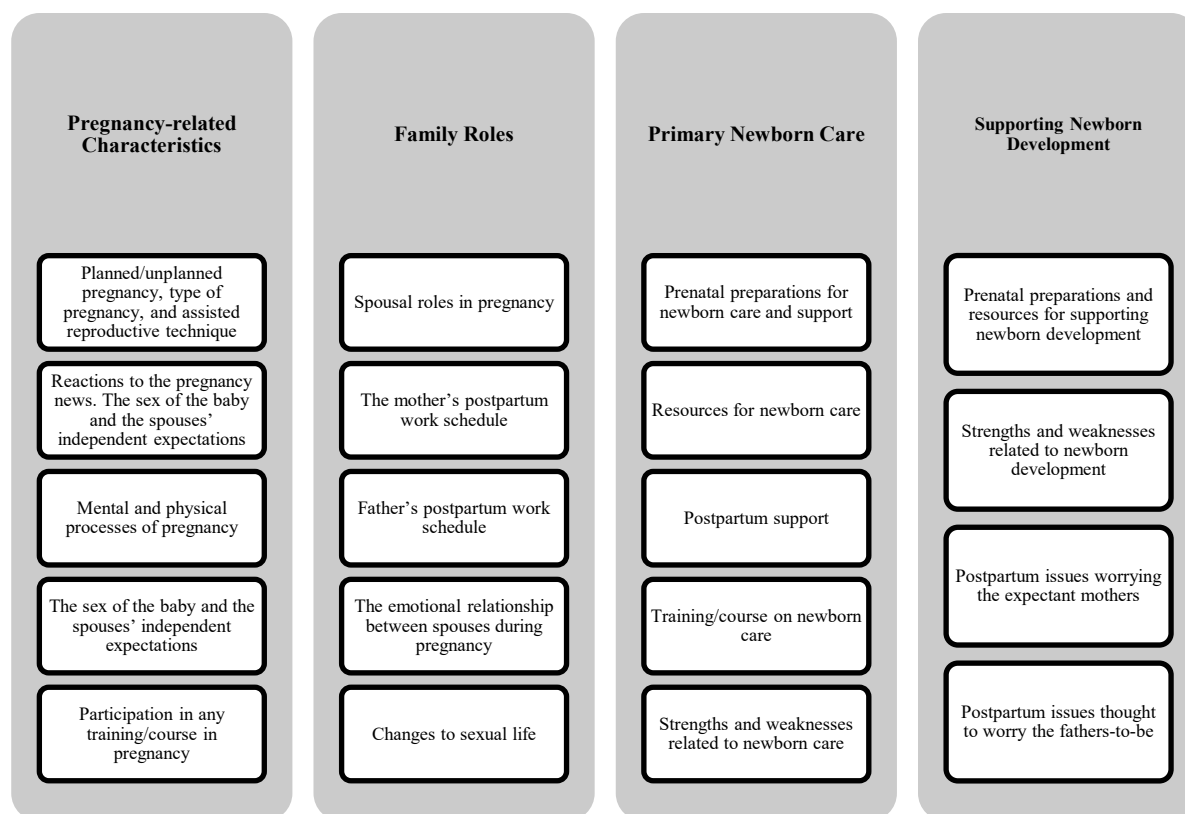 Pregnancy-related
Characteristics
Planned/unplanned
pregnancy, type of
pregnancy, and assisted
reproductive technique
Reactions to the pregnancy
news. The sex of the baby
and the spouses’
independent expectations
Mental and physical
processes of pregnancy
The sex of the baby and the
spouses’ independent
expectations
Participation in any
training/course in
pregnancy
Family Roles
Spousal roles in pregnancy
The mother’s postpartum
work schedule
Father’s postpartum work
schedule
The emotional relationship
between spouses during
pregnancy
Changes to sexual life
Primary Newborn Care
Prenatal preparations for
newborn care and support
Resources for newborn care
Postpartum support
Training/course on newborn
care
Strengths and weaknesses
related to newborn care
Supporting Newborn
Development
Prenatal preparations and
resources for supporting
newborn development
Strengths and weaknesses
related to newborn
development
Postpartum issues worrying
the expectant mothers
Postpartum issues thought
to worry the fathers-to-be